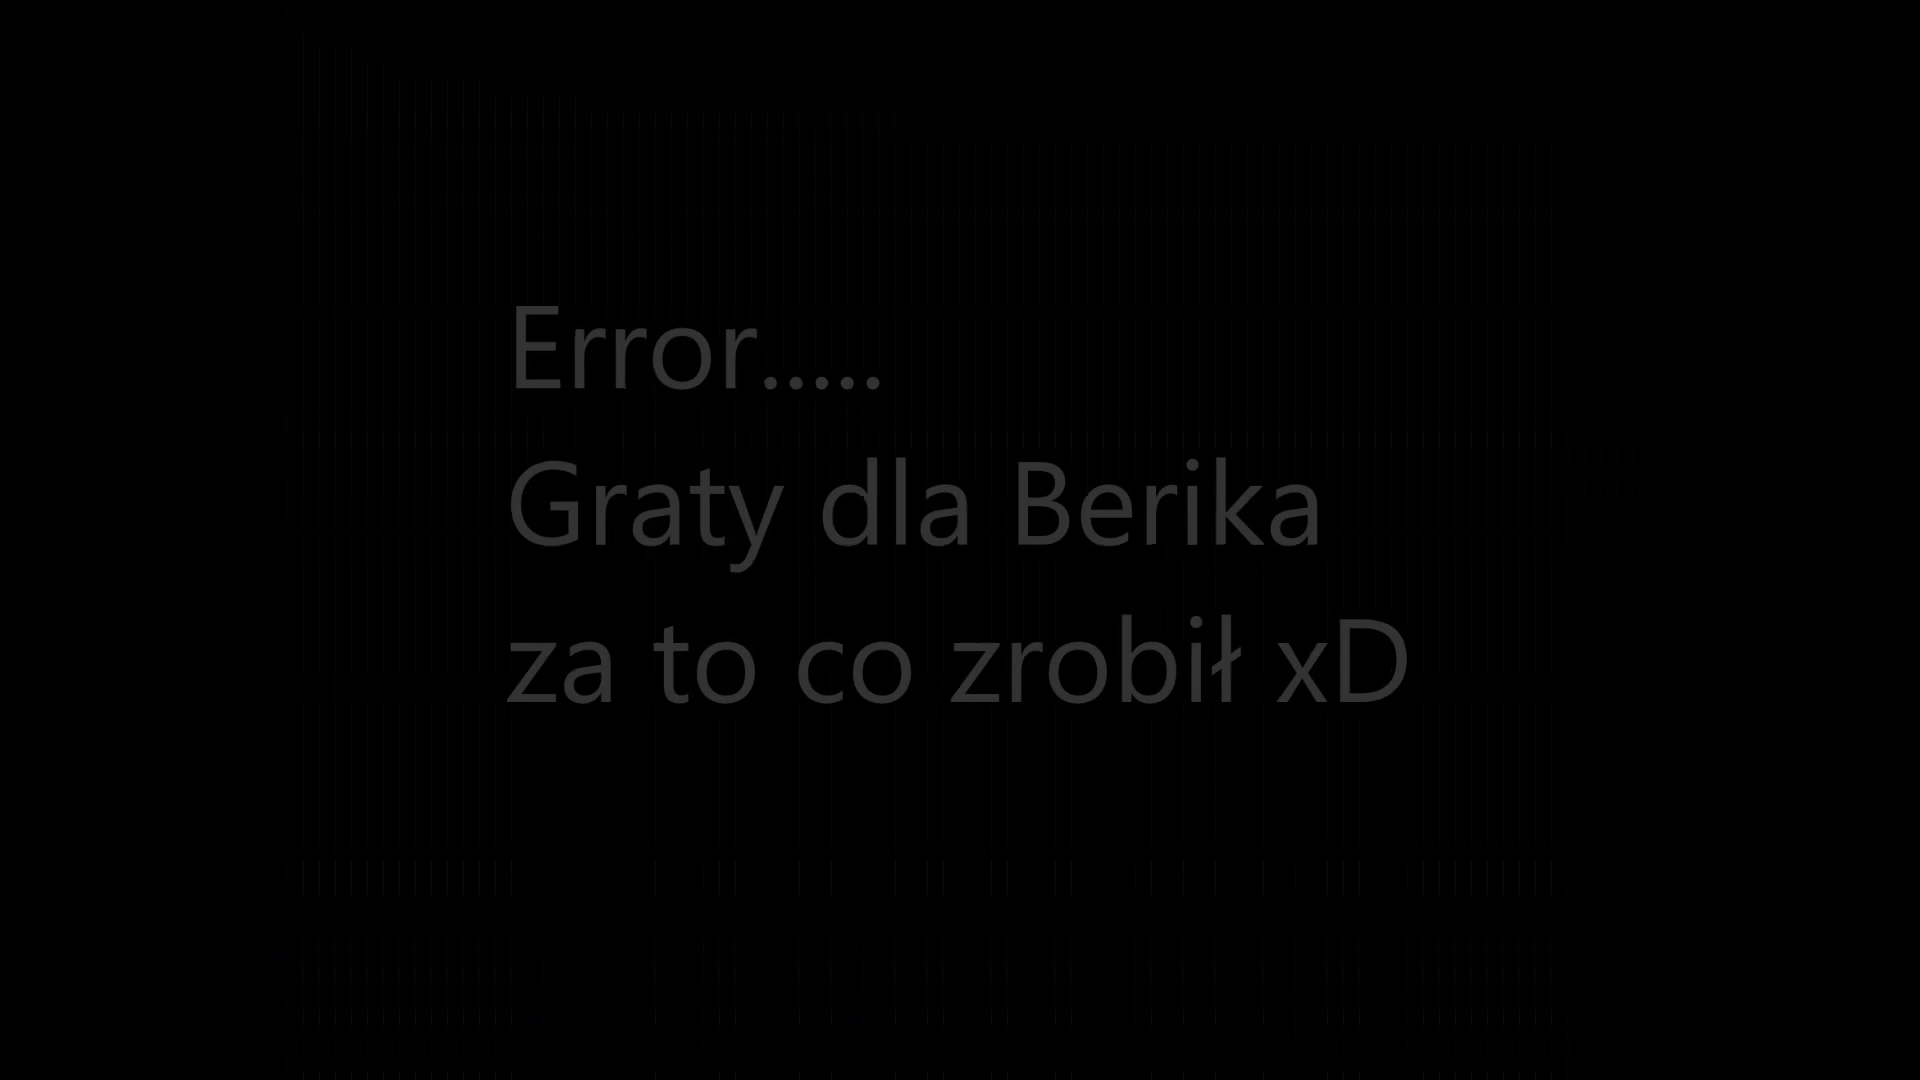 Error.....
Graty dla Berika
za to co zrobił xD